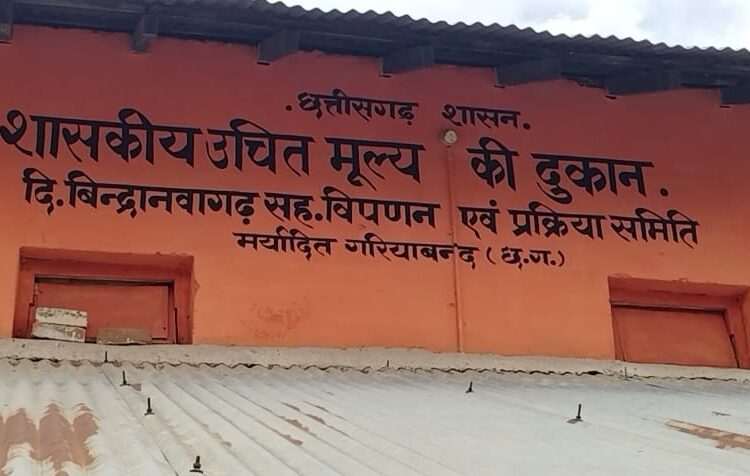 .छत्तीसगढ़ शासन.
शासकीय उचित मूल्य की दुकान.
दि.बिन्द्रानवागढ़ सह.विपणन एवं प्रक्रिया समिति
मर्यादित गरियाबन्द (छ.ग.)